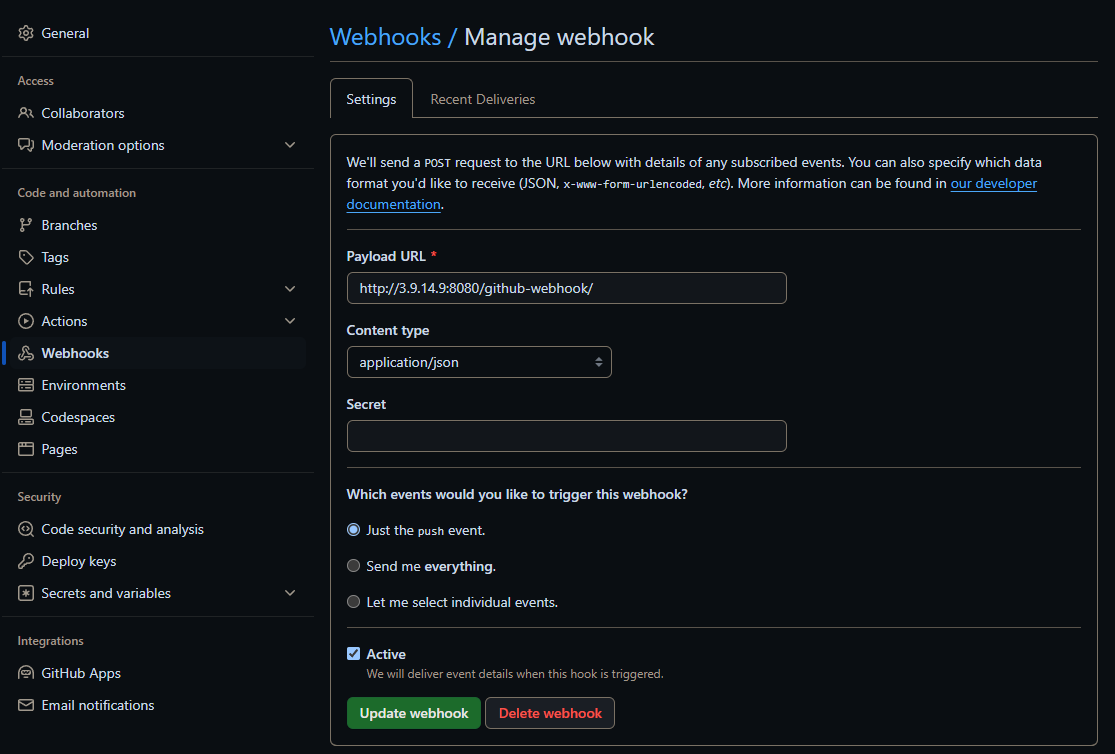 General
Access
Collaborators
Moderation options
Code and automation
Branches
Tags
Rules
Actions
Webhooks
Environments
Codespaces
Pages
Security
Code security and analysis
Deploy keys
Secrets and variables
Integrations
GitHub Apps
Email notifications
Webhooks / Manage webhook
Settings
Recent Deliveries
We'll send a POST request to the URL below with details of any subscribed events. You can also specify which data
format you'd like to receive (JSON, x-www-form-urlencoded, etc). More information can be found in our developer
documentation.
Payload URL *
http://3.9.14.9:8080/github-webhook/
Content type
application/json
Secret
Which events would you like to trigger this webhook?
Just the push event.
Send me everything.
Let me select individual events.
Active
We will deliver event details when this hook is triggered.
Update webhook
Delete webhook